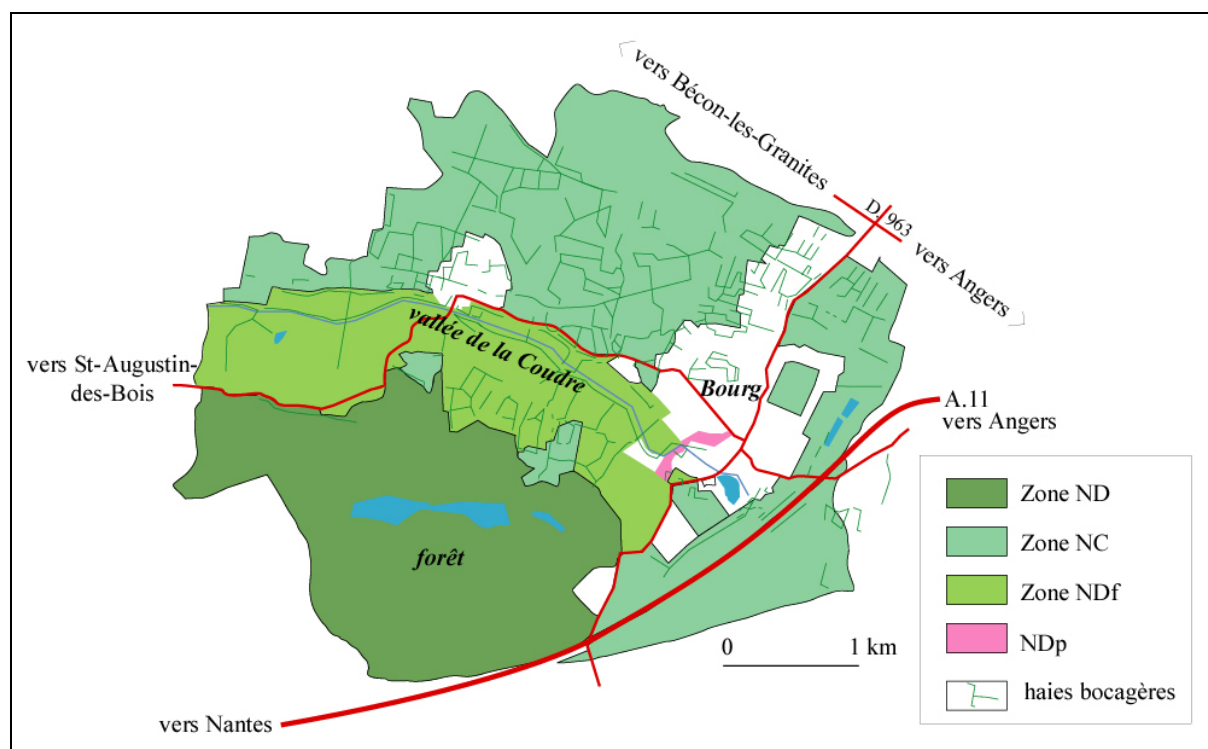 vers Bécon-les-Granites
D. 963
vers Angers
vallée de la Coudre
vers St-Augustin-
des-Bois
Bourg
A.11
vers Angers
forêt
0 1 km
vers Nantes
Zone ND
Zone NC
Zone NDf
NDp
haies bocagères